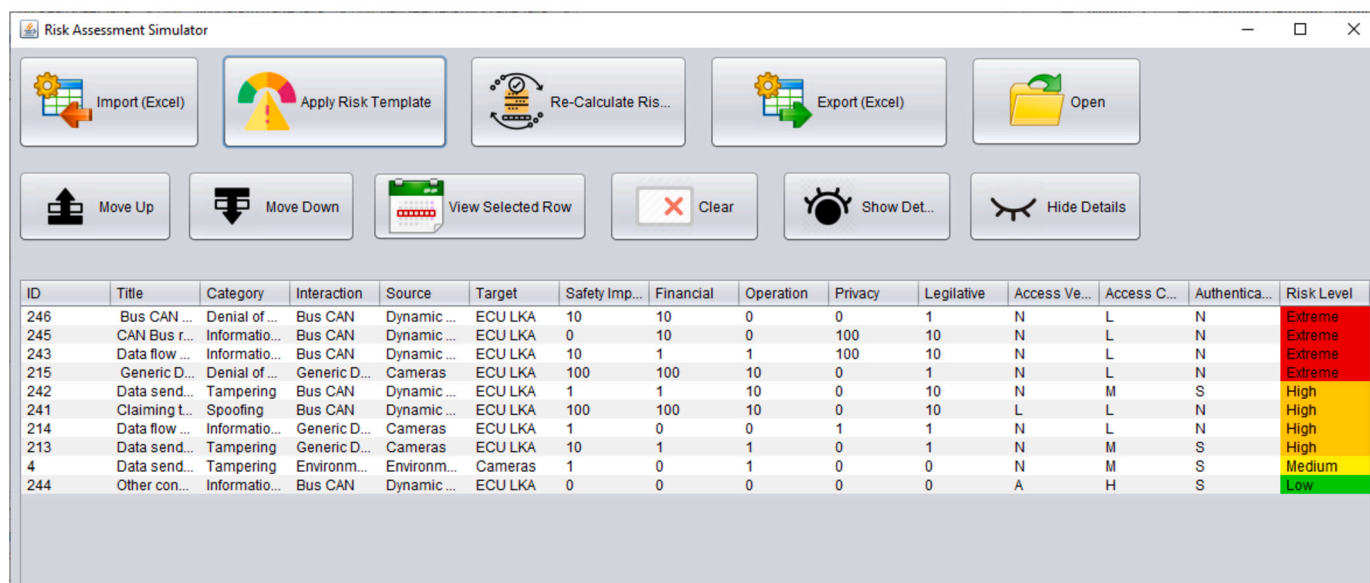 Risk Assessment Simulator
Import (Excel) Apply Risk Template Re-Calculate Ris... Export (Excel) Open
Move Up Move Down View Selected Row Clear Show Det... Hide Details
ID Title Category Interaction Source Target Safety Imp... Financial Operation Privacy Legilative Access Ve... Access C... Authentica... Risk Level
246 Bus CAN ... Denial of ... Bus CAN Dynamic ... ECU LKA 10 10 0 0 1 N L N Extreme
245 CAN Bus r... Informatio... Bus CAN Dynamic ... ECU LKA 0 10 0 100 10 N L N Extreme
243 Data flow ... Informatio... Bus CAN Dynamic ... ECU LKA 10 1 1 100 10 N L N Extreme
215 Generic D... Denial of ... Generic D... Cameras ECU LKA 100 100 10 0 1 N L N Extreme
242 Data send... Tampering Bus CAN Dynamic ... ECU LKA 1 1 10 0 10 N M S High
241 Claiming t... Spoofing Bus CAN Dynamic ... ECU LKA 100 100 10 0 10 L L N High
214 Data flow ... Informatio... Generic D... Cameras ECU LKA 1 0 0 1 1 N L N High
213 Data send... Tampering Generic D... Cameras ECU LKA 10 1 1 0 1 N M S High
4 Data send... Tampering Environm... Environm... Cameras 1 0 1 0 0 N M S Medium
244 Other con... Informatio... Bus CAN Dynamic ... ECU LKA 0 0 0 0 0 A H S Low